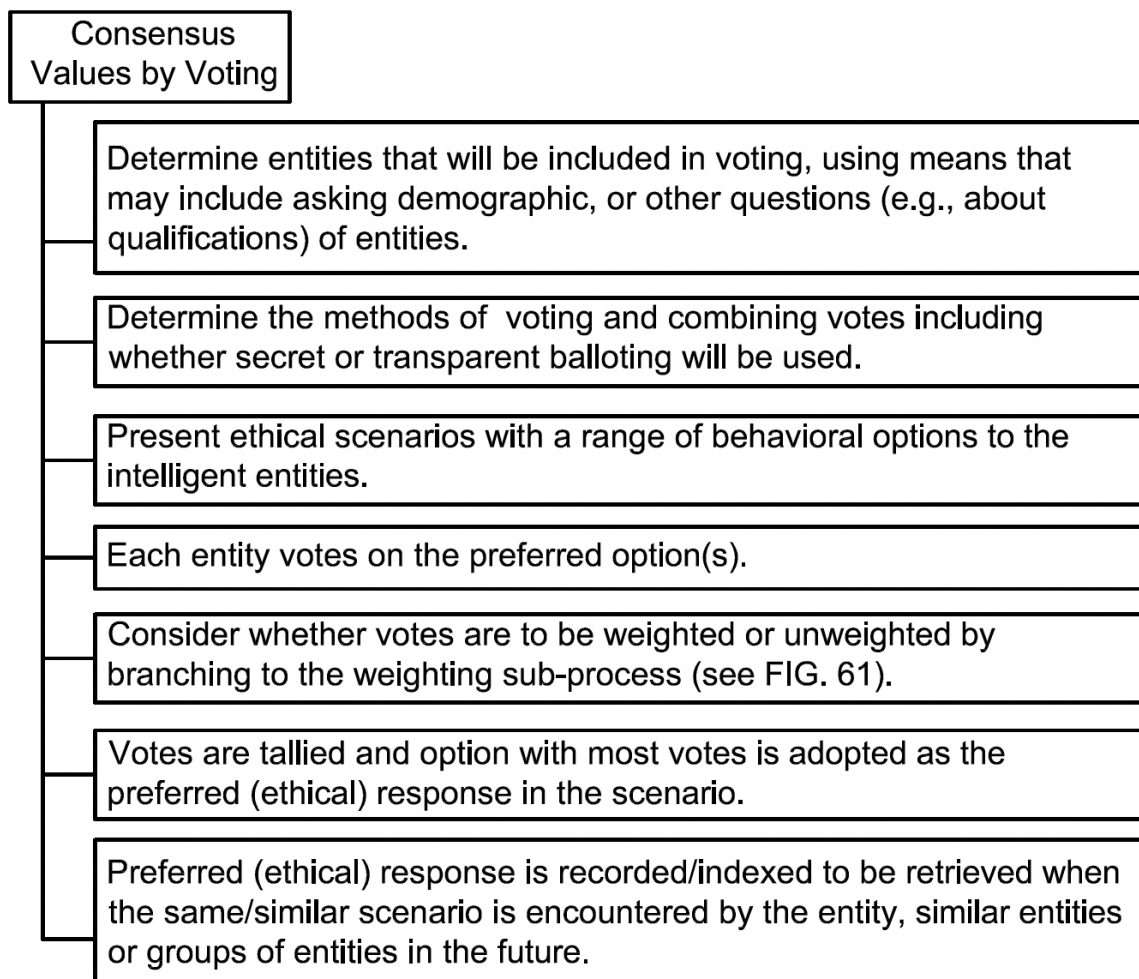 Consensus
Values by Voting
Determine entities that will be included in voting, using means that
may include asking demographic, or other questions (e.g., about
qualifications) of entities.
Determine the methods of  voting and combining votes including
whether secret or transparent balloting will be used.
Present ethical scenarios with a range of behavioral options to the
intelligent entities.
Each entity votes on the preferred option(s).
Consider whether votes are to be weighted or unweighted by
branching to the weighting sub-process (see FIG. 61).
Votes are tallied and option with most votes is adopted as the
preferred (ethical) response in the scenario.
Preferred (ethical) response is recorded/indexed to be retrieved when
the same/similar scenario is encountered by the entity, similar entities
or groups of entities in the future.